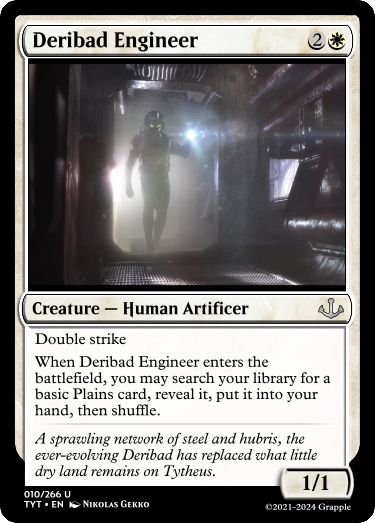 Deribad Engineer 2
Creature — Human Artificer
Double strike
When Deribad Engineer enters the
battlefield, you may search your library for a
basic Plains card, reveal it, put it into your
hand, then shuffle.
A sprawling network of steel and hubris, the
ever-evolving Deribad has replaced what little
dry land remains on Tytheus.
1/1
010/266 U
TYT • EN Nikolas Gekko
©2021-2024 Grapple